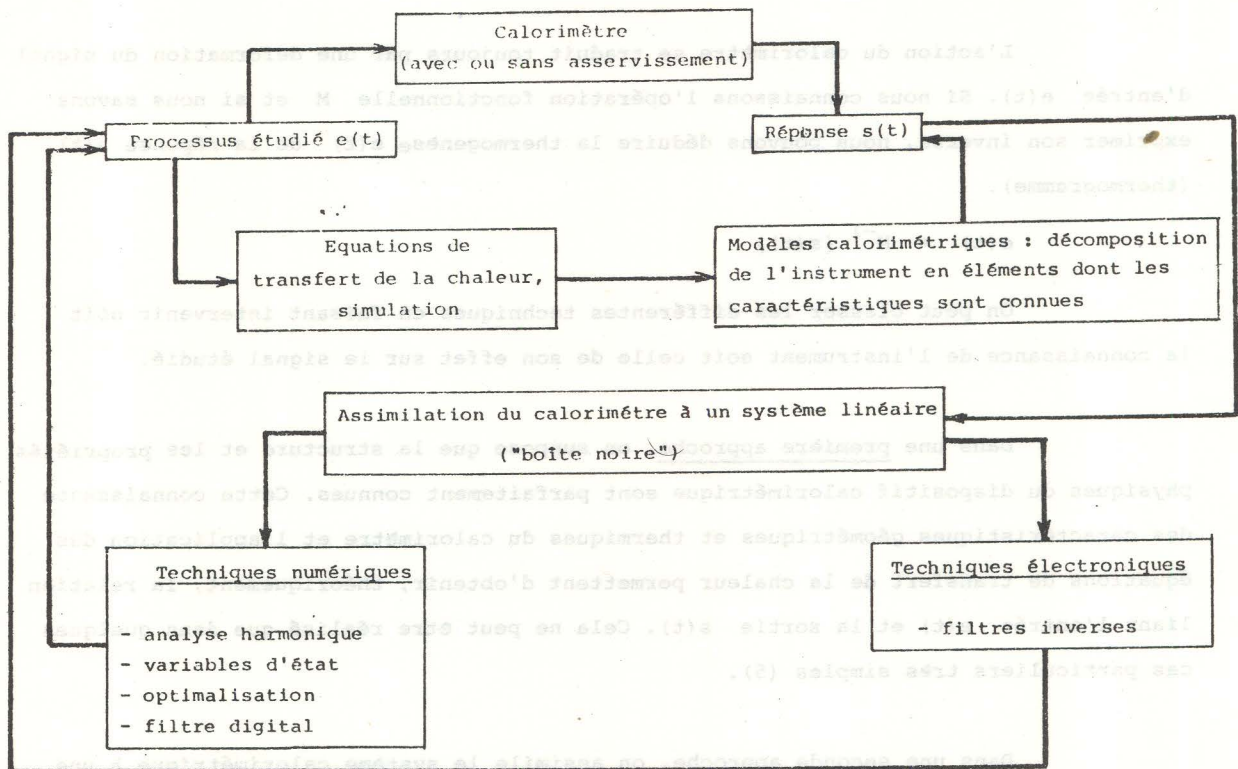 Calorimètre
(avec ou sans asservissement)
Processus étudié e(t)
Réponse s(t)
Equations de
transfert de la chaleur,
simulation
Modèles calorimétriques : décomposition
de l'instrument en éléments dont les
caractéristiques sont connues
Assimilation du calorimétre à un système linéaire
("boîte noire")
Techniques numériques
- analyse harmonique
- variables d'état
- optimalisation
- filtre digital
Techniques électroniques
- filtres inverses
L'action du calorimètre se traduit toujours par une déformation du signal
d'entrée e(t). Si nous connaissons l'opération fonctionnelle M et si nous savons
exprimer son inverse, nous pouvons déduire la thermogenèse e(t)
(thermogramme).
On peut classer les différentes techniques en faisant intervenir soit
la connaissance de l'instrument soit celle de son effet sur le signal étudié.
Dans une première approche, on suppose que la structure et les propriétés
physiques du dispositif calorimétrique sont parfaitement connues. Cette connaissance
des caractéristiques géométriques et thermiques du calorimètre et l'application des
équations de transfert de la chaleur permettent d'obtenir, théoriquement, la relation
liant l'entrée e(t) et la sortie s(t). Cela ne peut être réalisé que dans quelques
cas particuliers très simples (5).
Dans une seconde approche, on assimile le système calorimétrique à une